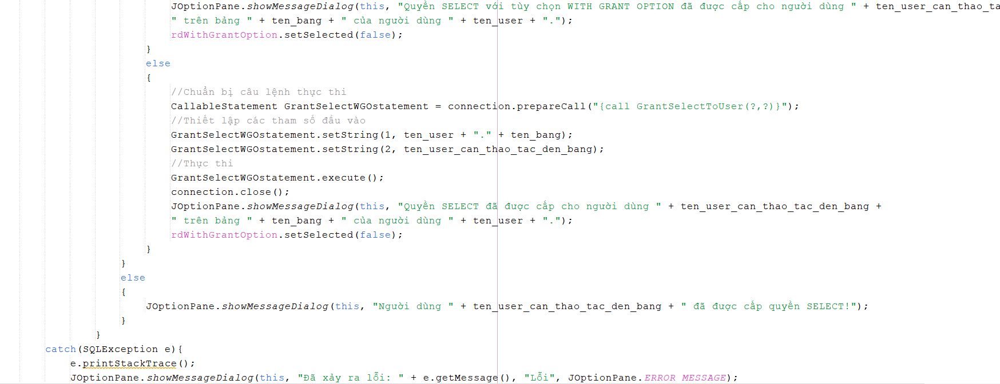 JOptionPane.showMessageDialog(this, "Quyền SELECT với tùy chọn WITH GRANT OPTION đã được cấp cho người dùng " + ten_user_can_thao_ta
" trên bảng " + ten_bang + " của người dùng " + ten_user + ".");
rdWithGrantOption.setSelected(false);
}
else
{
//Chuẩn bị câu lệnh thực thi
CallableStatement GrantSelectWGOstatement = connection.prepareCall("{call GrantSelectToUser(?,?)}");
//Thiết lập các tham số đầu vào
GrantSelectWGOstatement.setString(1, ten_user + "." + ten_bang);
GrantSelectWGOstatement.setString(2, ten_user_can_thao_tac_den_bang);
//Thực thi
GrantSelectWGOstatement.execute();
connection.close();
JOptionPane.showMessageDialog(this, "Quyền SELECT đã được cấp cho người dùng " + ten_user_can_thao_tac_den_bang +
" trên bảng " + ten_bang + " của người dùng " + ten_user + ".");
rdWithGrantOption.setSelected(false);
}
}
else
{
JOptionPane.showMessageDialog(this, "Người dùng " + ten_user_can_thao_tac_den_bang + " đã được cấp quyền SELECT!");
}
}
catch(SQLException e){
e.printStackTrace();
JOptionPane.showMessageDialog(this, "Đã xảy ra lỗi: " + e.getMessage(), "Lỗi", JOptionPane.ERROR_MESSAGE);